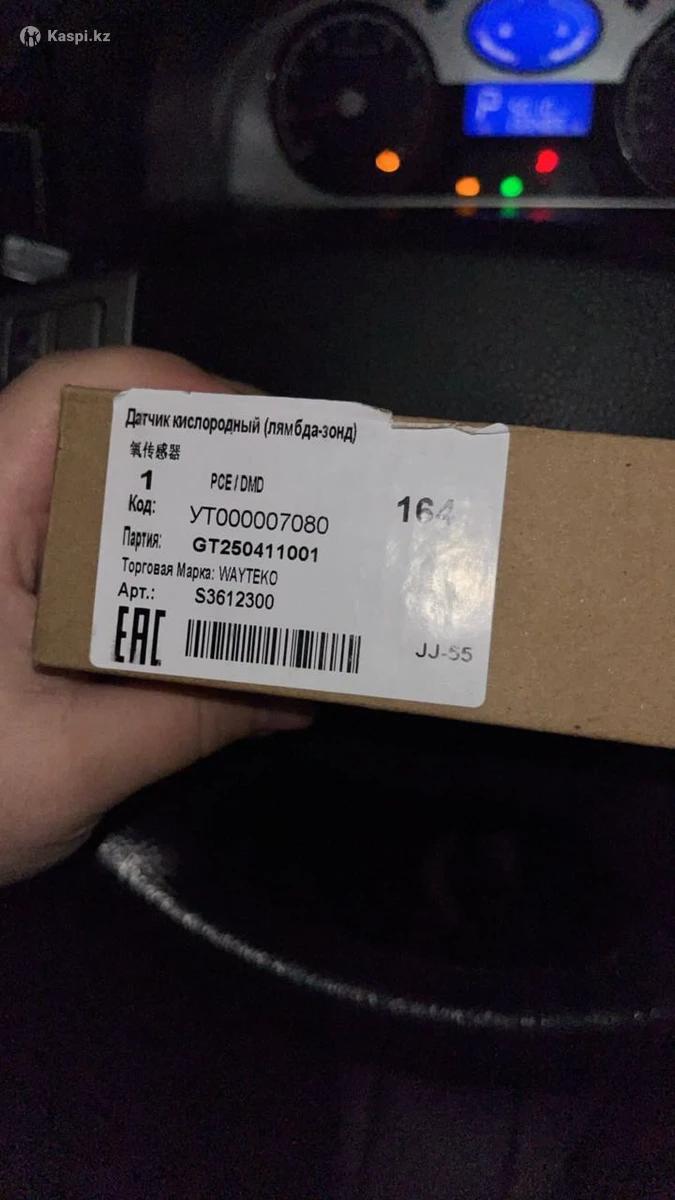 Kaspi.kz
P
Датчик кислородный (лямбда-зонд)
氧传感器
1 PCE / DMD
Код: УТ000007080
164
Партия: GT250411001
Торговая Марка: WAYTEKO
Арт.: S3612300
EAC
JJ-55